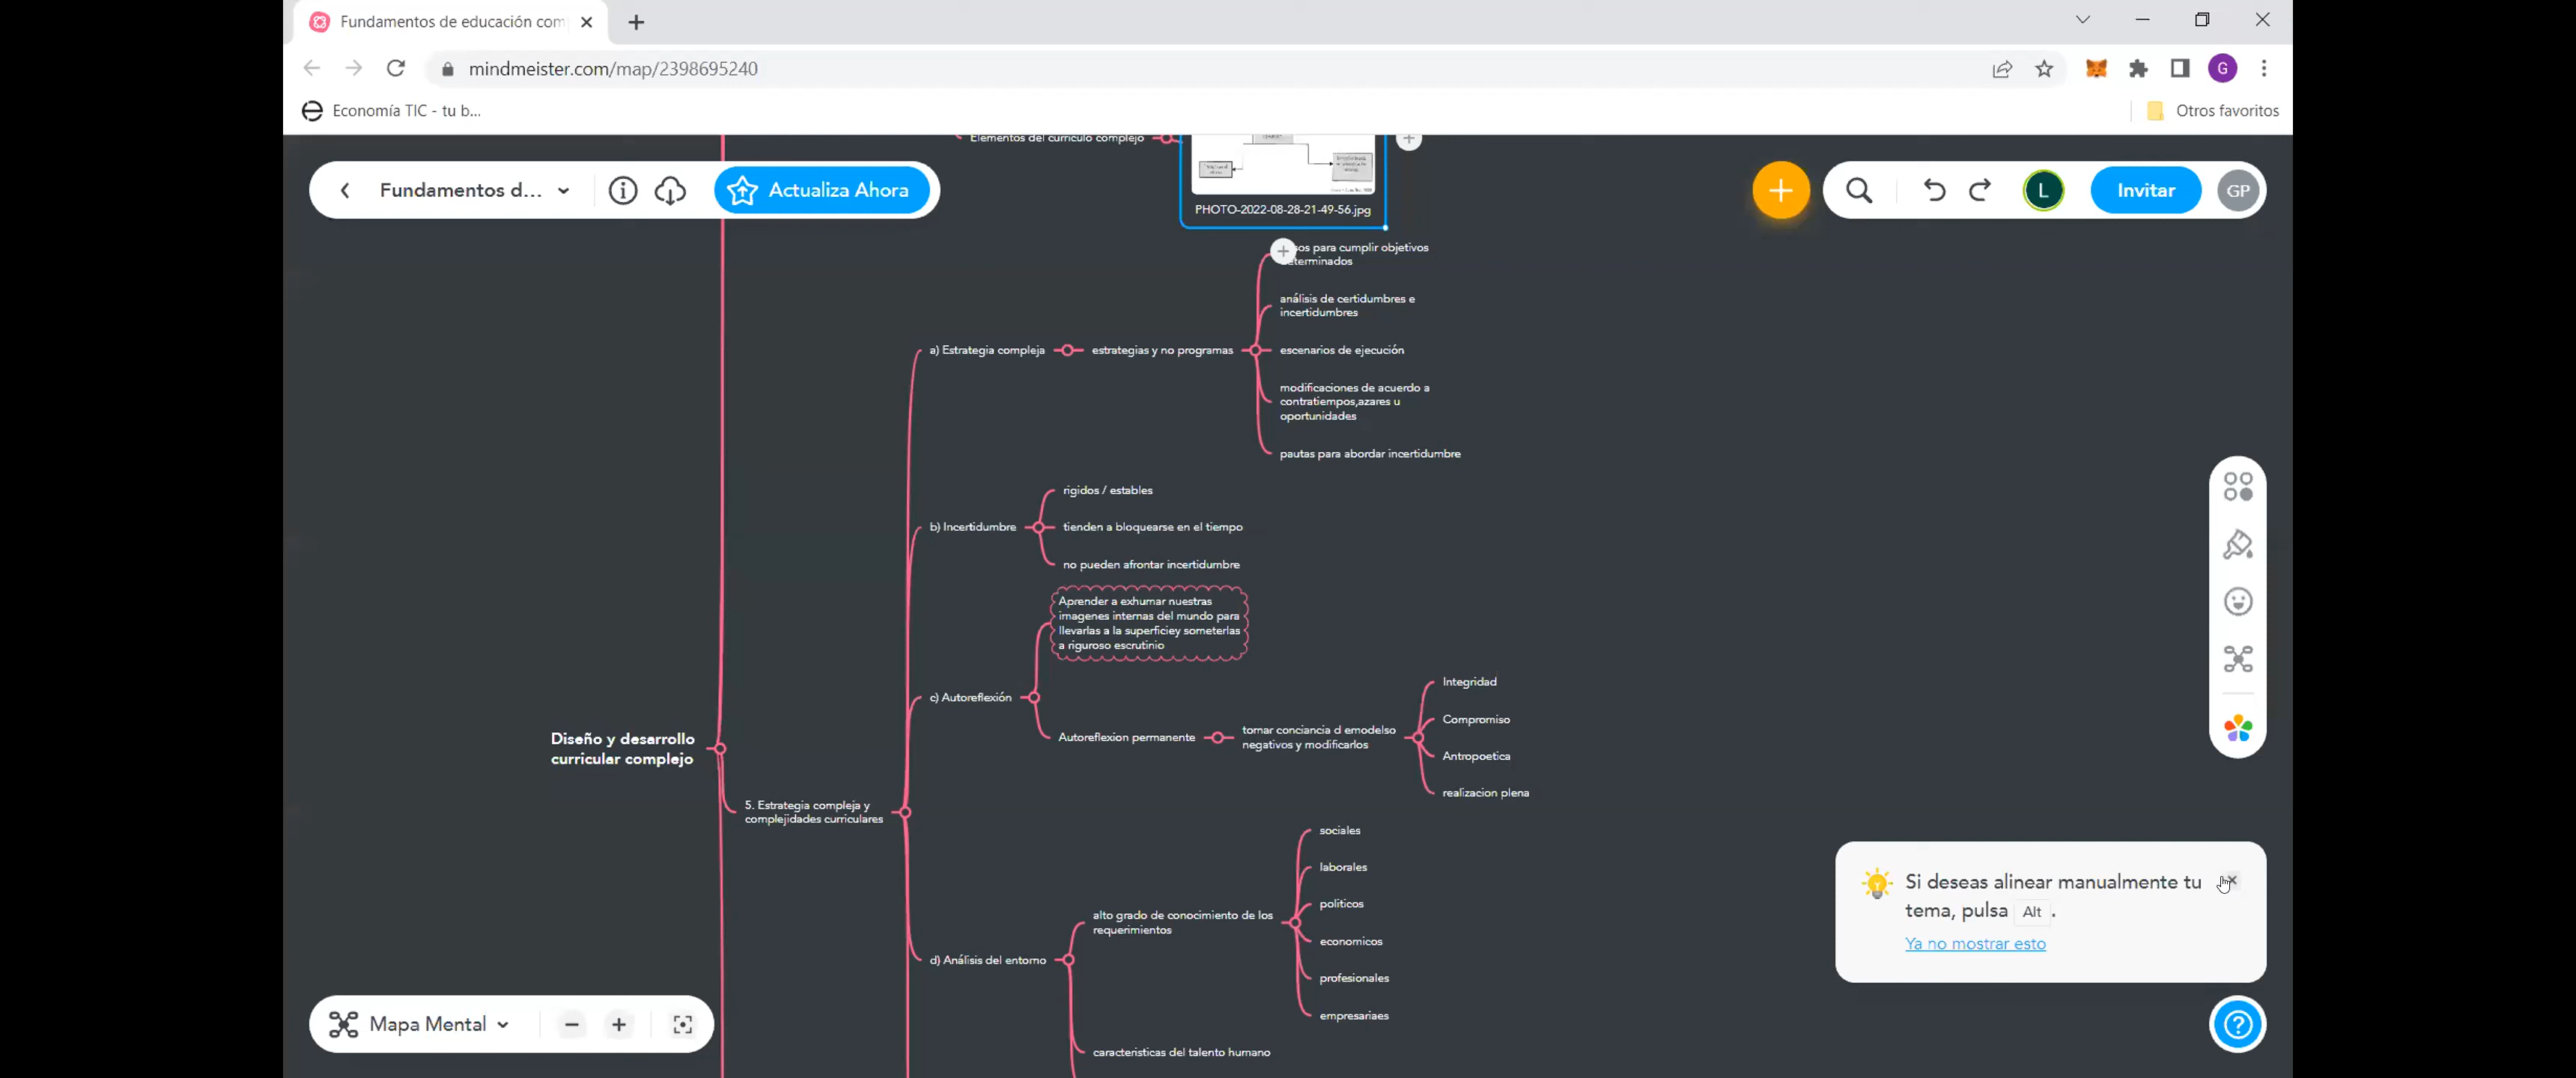 Fundamentos de educación com
mindmeister.com/map/2398695240
G
Economía TIC - tu b...
Otros favoritos
Elementos del curriculo complejo
PHOTO-2022-08-28-21-49-56.jpg
Fundamentos d...
Actualiza Ahora
L
Invitar
GP
para cumplir objetivos
a) Estrategia compleja
estrategias y no programas
análisis de certidumbres e
incertidumbres
escenarios de ejecución
modificaciones de acuerdo a
contratiempos,azares u
oportunidades
pautas para abordar incertidumbre
b) Incertidumbre
rigidos / estables
tienden a bloquearse en el tiempo
no pueden afrontar incertidumbre
Aprender a exhumar nuestras
imagenes internas del mundo para
llevarlas a la superficiey someterlas
a riguroso escrutinio
c) Autoreflexión
Autoreflexion permanente
tomar conciancia d emodelso
negativos y modificarlos
Integridad
Compromiso
Antropoetica
realizacion plena
Diseño y desarrollo
curricular complejo
5. Estrategia compleja y
complejidades curriculares
d) Análisis del entorno
alto grado de conocimiento de los
requerimientos
sociales
laborales
politicos
economicos
profesionales
empresariaes
caracteristicas del talento humano
Si deseas alinear manualmente tu
tema, pulsa Alt .
Ya no mostrar esto
Mapa Mental